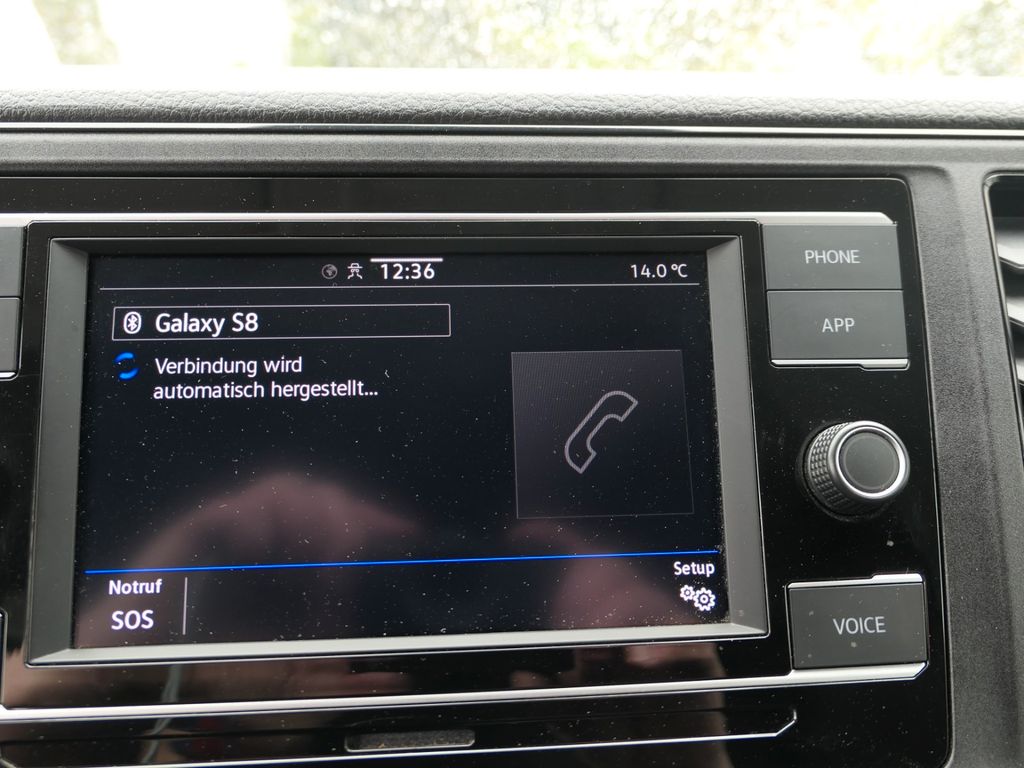 12:36
14.0 °C
Galaxy S8
Verbindung wird
automatisch hergestellt...
Notruf
SOS
Setup
PHONE
APP
VOICE